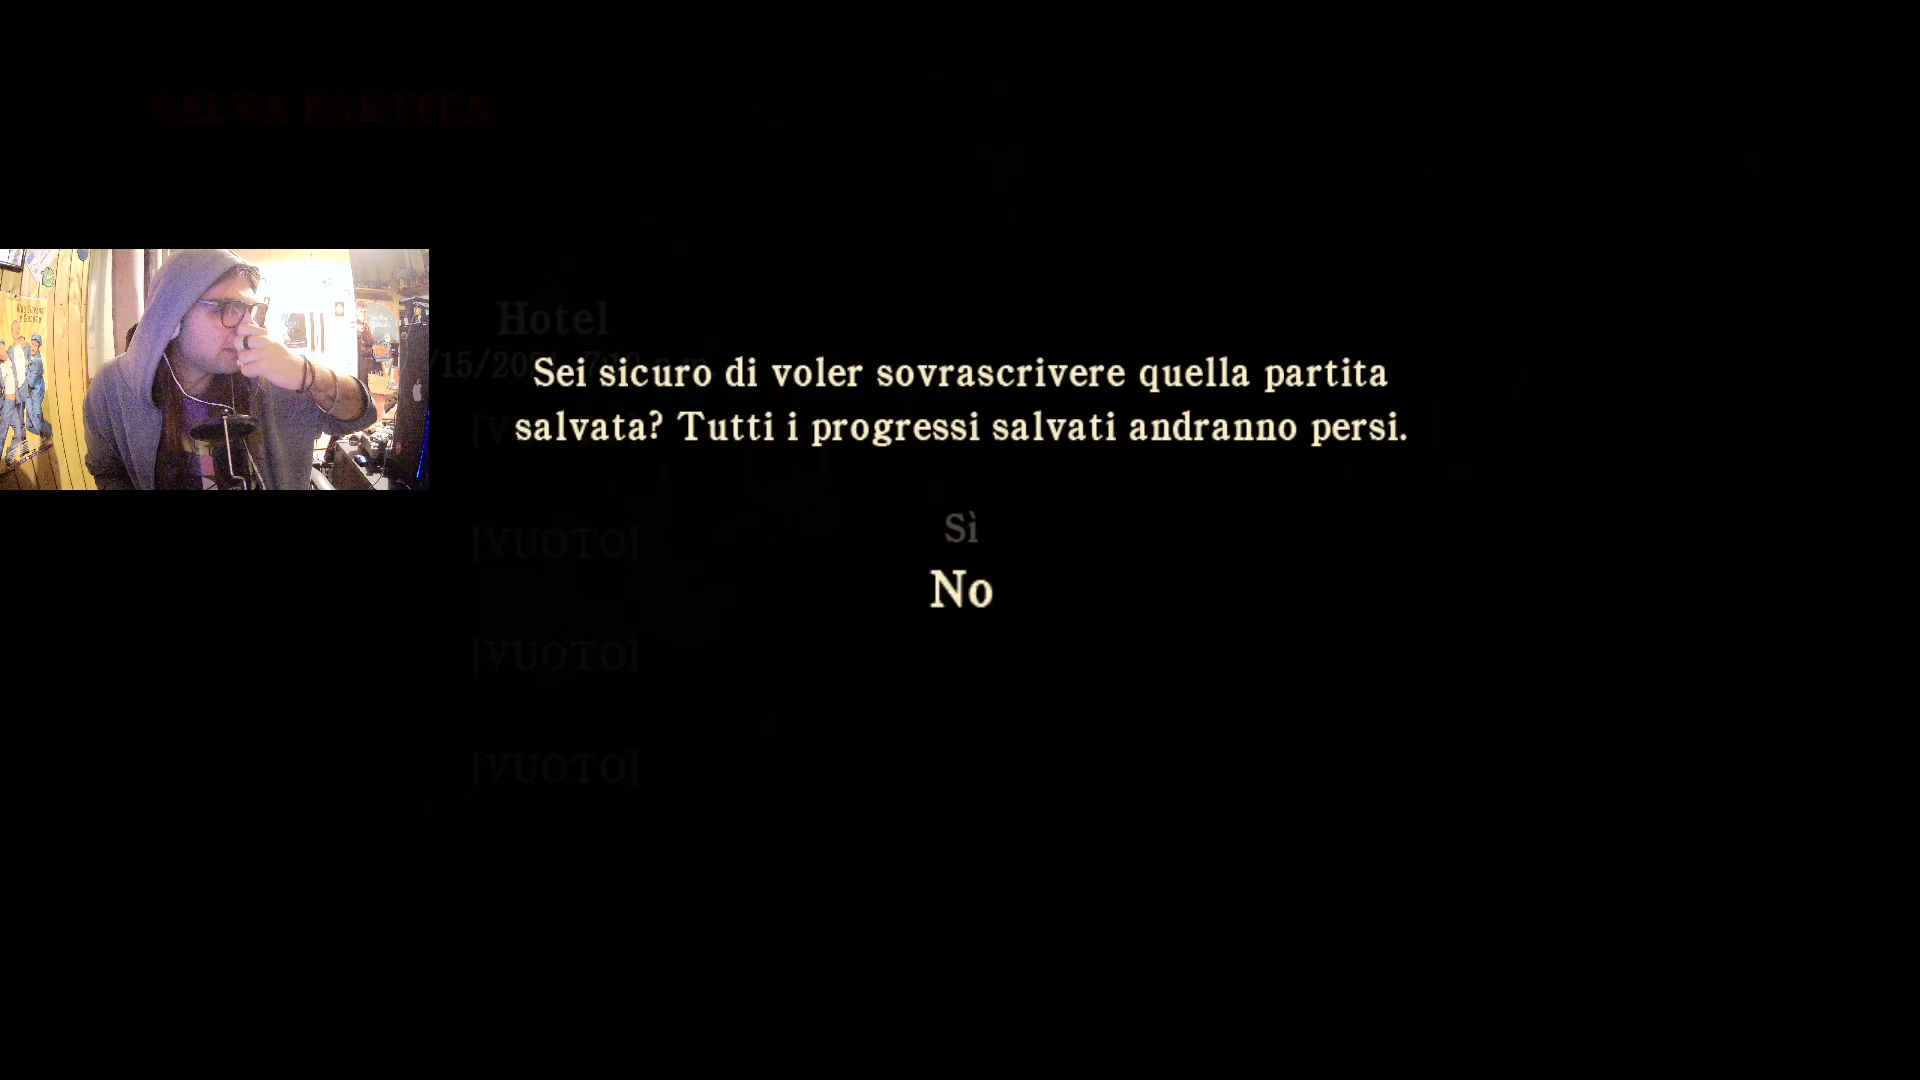 SALVA PARTITA
Hotel
Sei sicuro di voler sovrascrivere quella partita
salvata? Tutti i progressi salvati andranno persi.
Sì
No
[VUOTO]
[VUOTO]
[VUOTO]